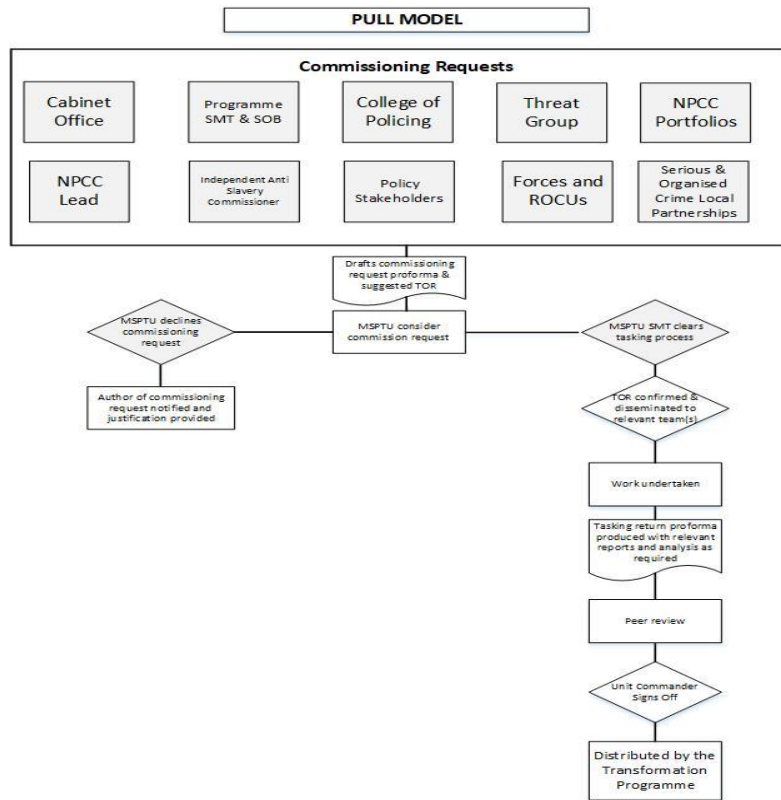 PULL MODEL
Commissioning Requests
Cabinet
Office
Programme
SMT & SOB
College of
Policing
Threat
Group
NPCC
Portfolios
NPCC
Lead
Independent Anti
Slavery
Commissioner
Policy
Stakeholders
Forces and
ROCUs
Serious &
Organised
Crime Local
Partnerships
Drafts commissioning
request proforma &
suggested TOR
MSPTU declines
commissioning
request
MSPTU consider
commission request
MSPTU SMT clears
tasking process
Author of commissioning
request notified and
justification provided
TOR confirmed &
disseminated to
relevant team(s)
Work undertaken
Tasking return proforma
produced with relevant
reports and analysis as
required
Peer review
Unit Commander
Signs Off
Distributed by the
Transformation
Programme